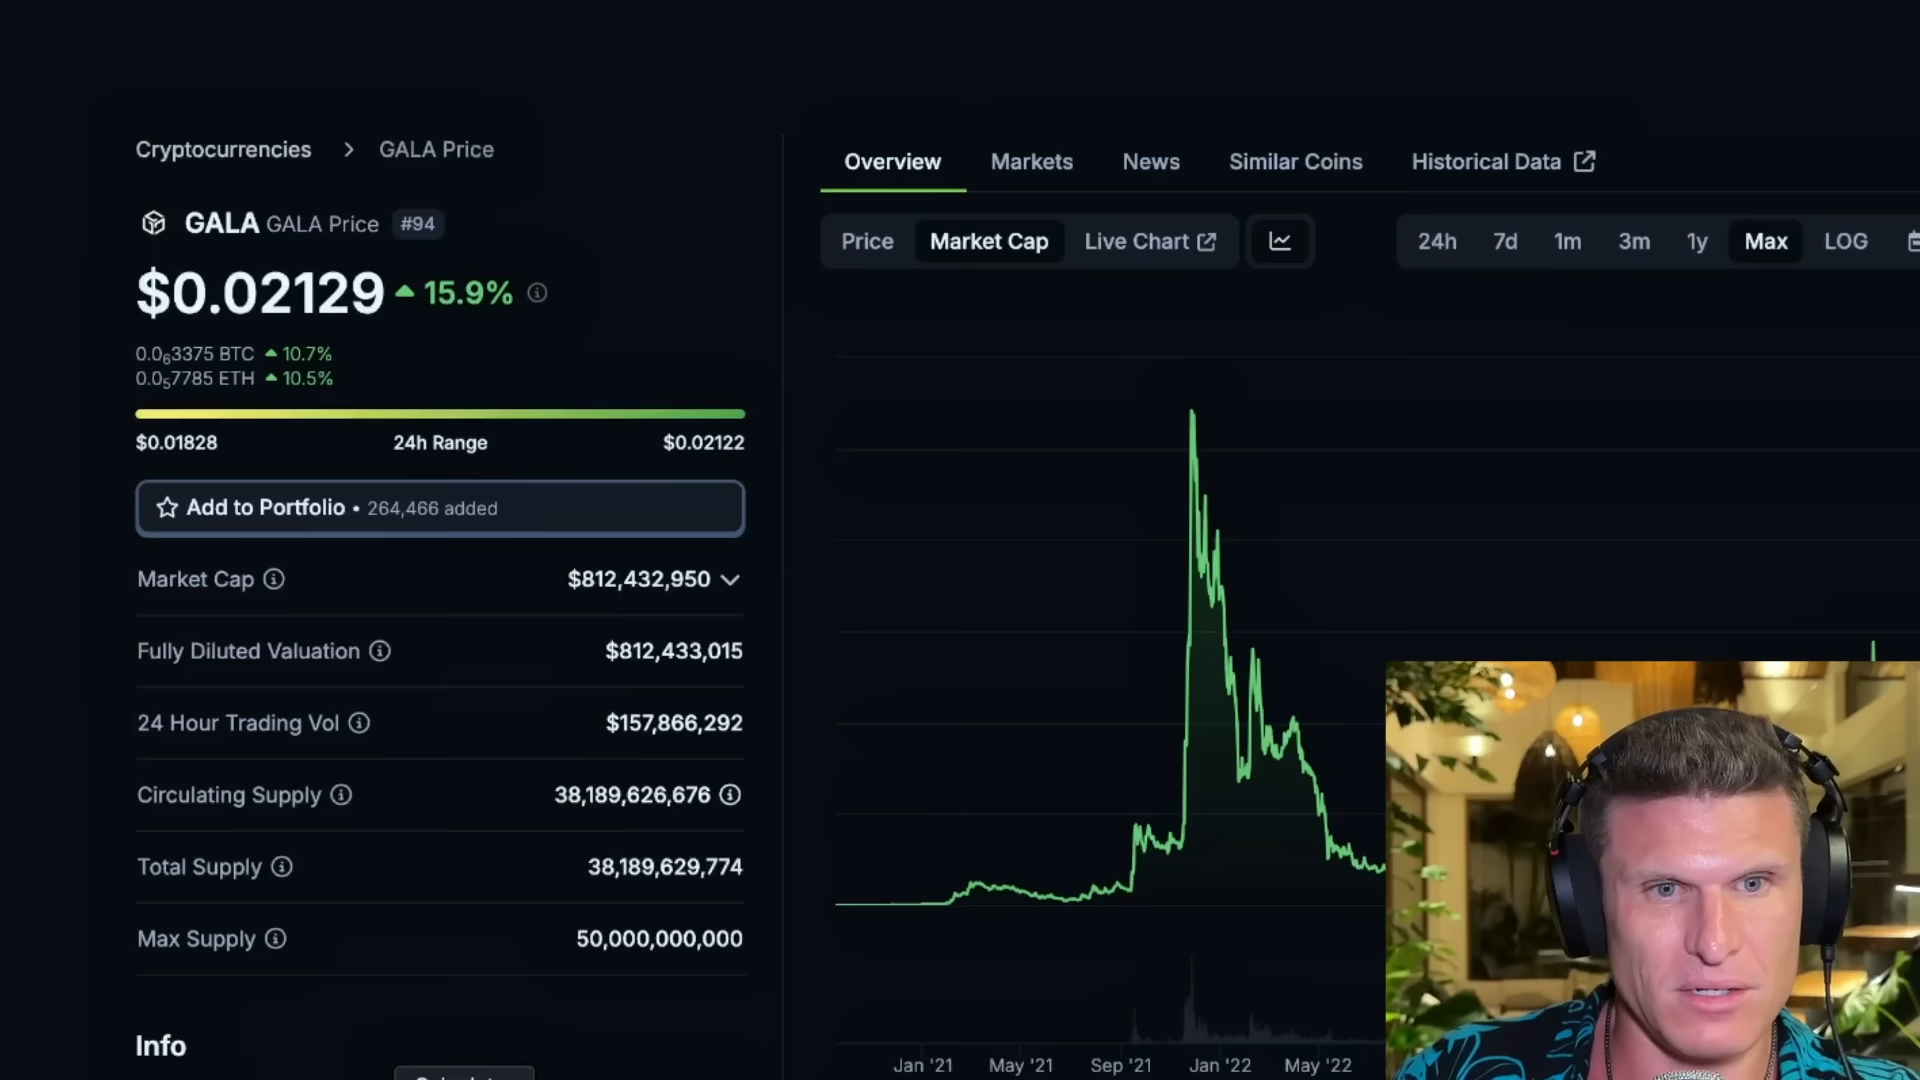 Cryptocurrencies > GALA Price
GALA GALA Price #94
$0.02129 ▲ 15.9%
0.0₆3375 BTC ▲ 10.7%
0.0₅7785 ETH ▲ 10.5%
$0.01828 24h Range $0.02122
Add to Portfolio • 264,466 added
Market Cap $812,432,950
Fully Diluted Valuation $812,433,015
24 Hour Trading Vol $157,866,292
Circulating Supply 38,189,626,676
Total Supply 38,189,629,774
Max Supply 50,000,000,000
Info
Overview Markets News Similar Coins Historical Data
Price Market Cap Live Chart 24h 7d 1m 3m 1y Max LOG
Jan '21 May '21 Sep '21 Jan '22 May '22